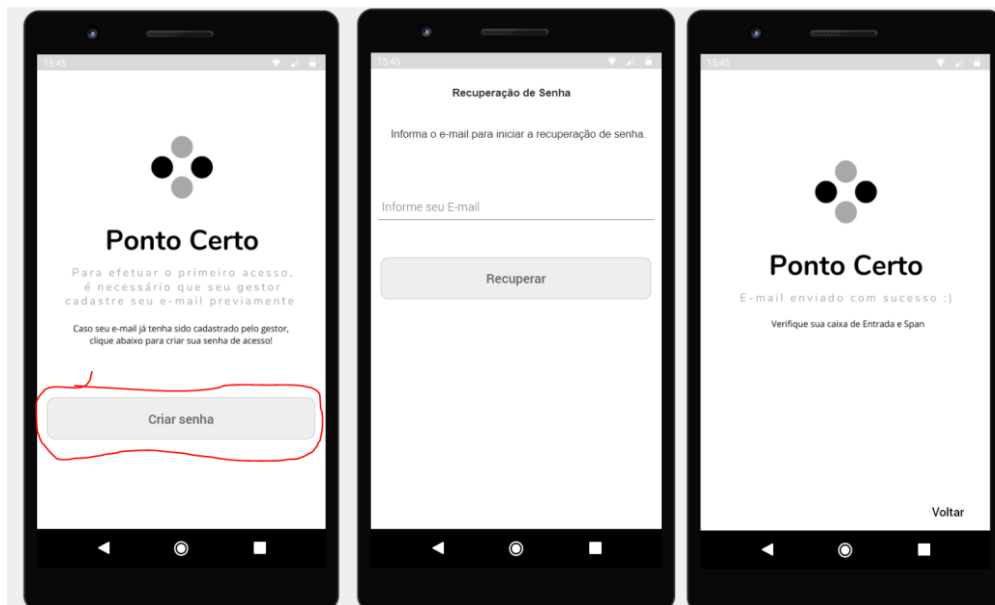 15:45
Ponto Certo
Para efetuar o primeiro acesso,
é necessário que seu gestor
cadastre seu e-mail previamente
Caso seu e-mail já tenha sido cadastrado pelo gestor,
clique abaixo para criar sua senha de acesso!
Criar senha
15:45
Recuperação de Senha
Informa o e-mail para iniciar a recuperação de senha.
Informe seu E-mail
Recuperar
15:45
Ponto Certo
E-mail enviado com sucesso :)
Verifique sua caixa de Entrada e Span
Voltar